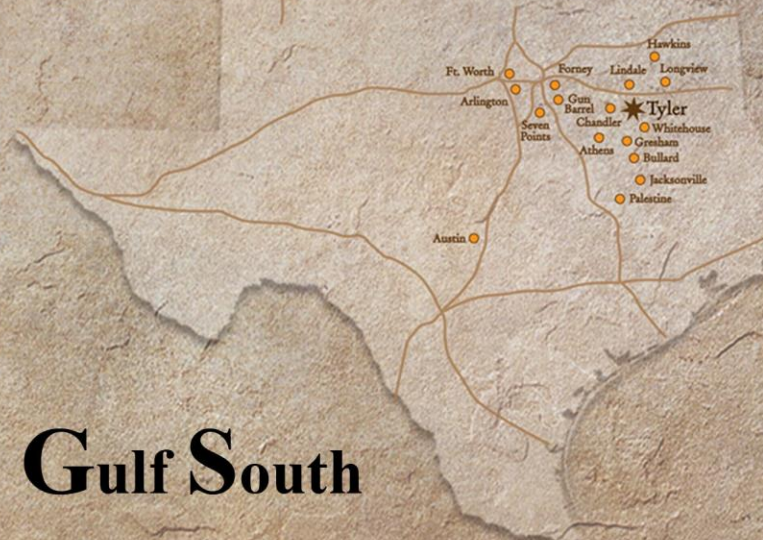 Hawkins
Ft. Worth
Forney
Lindale
Longview
Arlington
Gun
Barrel
Tyler
Seven
Points
Chandler
Whitehouse
Athens
Gresham
Bullard
Jacksonville
Palestine
Austin
Gulf South